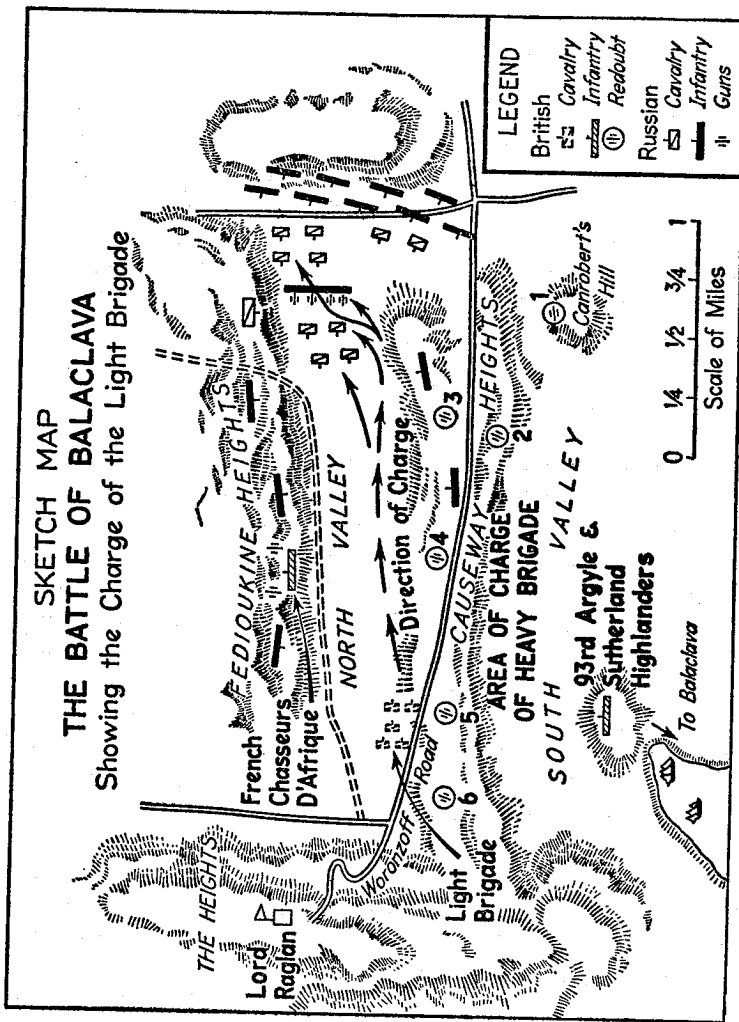 SKETCH MAP
THE BATTLE OF BALACLAVA
Showing the Charge of the Light Brigade
THE HEIGHTS
Lord
Raglan
French
Chasseurs
D'Afrique
FEDIOUKINE HEIGHTS
NORTH VALLEY
Direction of Charge
Woronzoff Road
CAUSEWAY HEIGHTS
Light
Brigade
6
5
4
3
2
1
AREA OF CHARGE
OF HEAVY BRIGADE
SOUTH VALLEY
Canrobert's
Hill
93rd Argyle &
Sutherland
Highlanders
To Balaclava
0 1/4 1/2 3/4 1
Scale of Miles
LEGEND
British
Cavalry
Infantry
Redoubt
Russian
Cavalry
Infantry
Guns